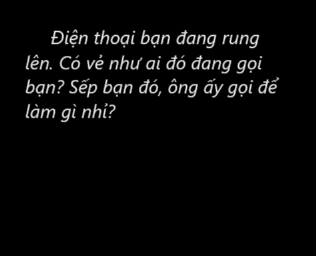 Điện thoại bạn đang rung
lên. Có vẻ như ai đó đang gọi
bạn? Sếp bạn đó, ông ấy gọi để
làm gì nhỉ?